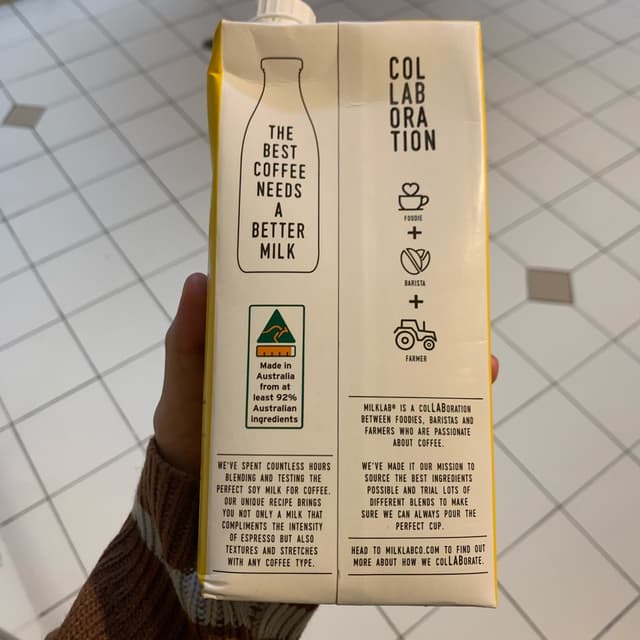 THE
BEST
COFFEE
NEEDS
A
BETTER
MILK
Made in
Australia
from at
least 92%
Australian
ingredients
WE'VE SPENT COUNTLESS HOURS
BLENDING AND TESTING THE
PERFECT SOY MILK FOR COFFEE.
OUR UNIQUE RECIPE BRINGS
YOU NOT ONLY A MILK THAT
COMPLIMENTS THE INTENSITY
OF ESPRESSO BUT ALSO
TEXTURES AND STRETCHES
WITH ANY COFFEE TYPE.
COL
LAB
ORA
TION
FOODIE
+
BARISTA
+
FARMER
MILKLAB® IS A colLABoration
BETWEEN FOODIES, BARISTAS AND
FARMERS WHO ARE PASSIONATE
ABOUT COFFEE.
WE'VE MADE IT OUR MISSION TO
SOURCE THE BEST INGREDIENTS
POSSIBLE AND TRIAL LOTS OF
DIFFERENT BLENDS TO MAKE
SURE WE CAN ALWAYS POUR THE
PERFECT CUP.
HEAD TO MILKLABCO.COM TO FIND OUT
MORE ABOUT HOW WE colLABorate.